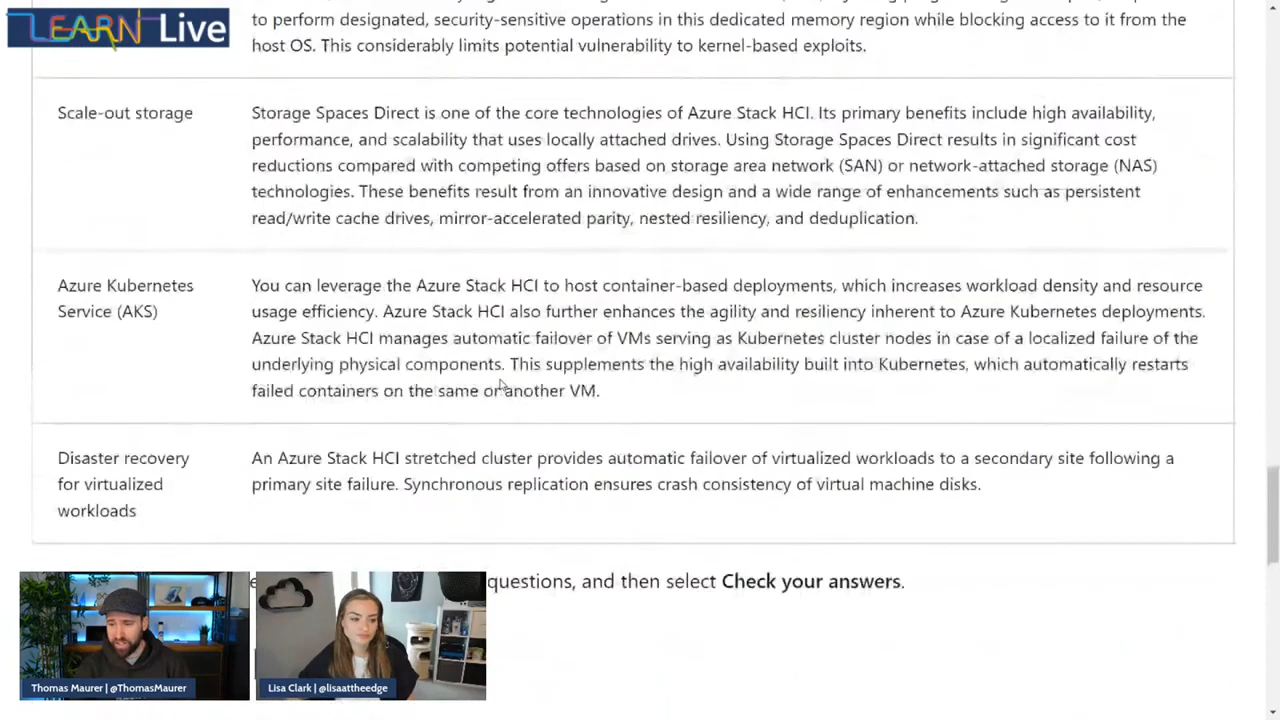 LEARN Live
to perform designated, security-sensitive operations in this dedicated memory region while blocking access to it from the
host OS. This considerably limits potential vulnerability to kernel-based exploits.
Scale-out storage
Storage Spaces Direct is one of the core technologies of Azure Stack HCI. Its primary benefits include high availability,
performance, and scalability that uses locally attached drives. Using Storage Spaces Direct results in significant cost
reductions compared with competing offers based on storage area network (SAN) or network-attached storage (NAS)
technologies. These benefits result from an innovative design and a wide range of enhancements such as persistent
read/write cache drives, mirror-accelerated parity, nested resiliency, and deduplication.
Azure Kubernetes
Service (AKS)
You can leverage the Azure Stack HCI to host container-based deployments, which increases workload density and resource
usage efficiency. Azure Stack HCI also further enhances the agility and resiliency inherent to Azure Kubernetes deployments.
Azure Stack HCI manages automatic failover of VMs serving as Kubernetes cluster nodes in case of a localized failure of the
underlying physical components. This supplements the high availability built into Kubernetes, which automatically restarts
failed containers on the same or another VM.
Disaster recovery
for virtualized
workloads
An Azure Stack HCI stretched cluster provides automatic failover of virtualized workloads to a secondary site following a
primary site failure. Synchronous replication ensures crash consistency of virtual machine disks.
questions, and then select Check your answers.
Thomas Maurer | @ThomasMaurer
Lisa Clark | @lisaattheedge